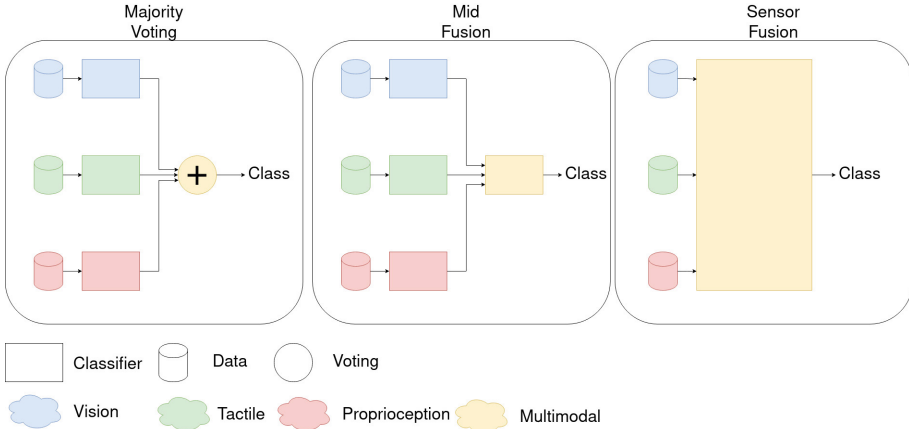 Majority
Voting
Mid
Fusion
Sensor
Fusion
+
Class
Class
Class
Classifier
Data
Voting
Vision
Tactile
Proprioception
Multimodal